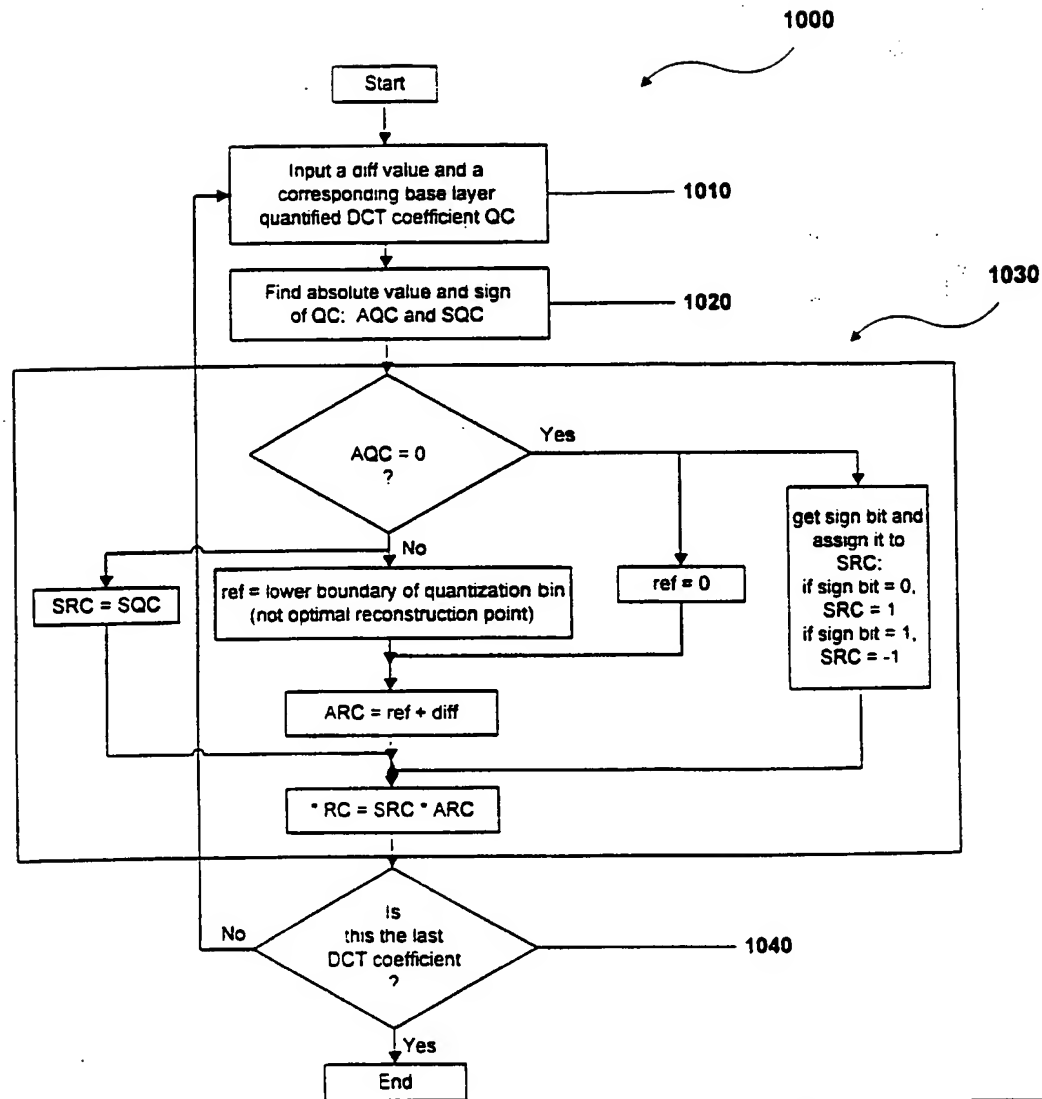 1000
Start
Input a diff value and a
corresponding base layer
quantified DCT coefficient QC
1010
Find absolute value and sign
of QC: AQC and SQC
1020
1030
AQC = 0
?
Yes
No
get sign bit and
assign it to
SRC:
if sign bit = 0,
SRC = 1
if sign bit = 1,
SRC = -1
SRC = SQC
ref = lower boundary of quantization bin
(not optimal reconstruction point)
ref = 0
ARC = ref + diff
* RC = SRC * ARC
Is
this the last
DCT coefficient
?
No
1040
Yes
End